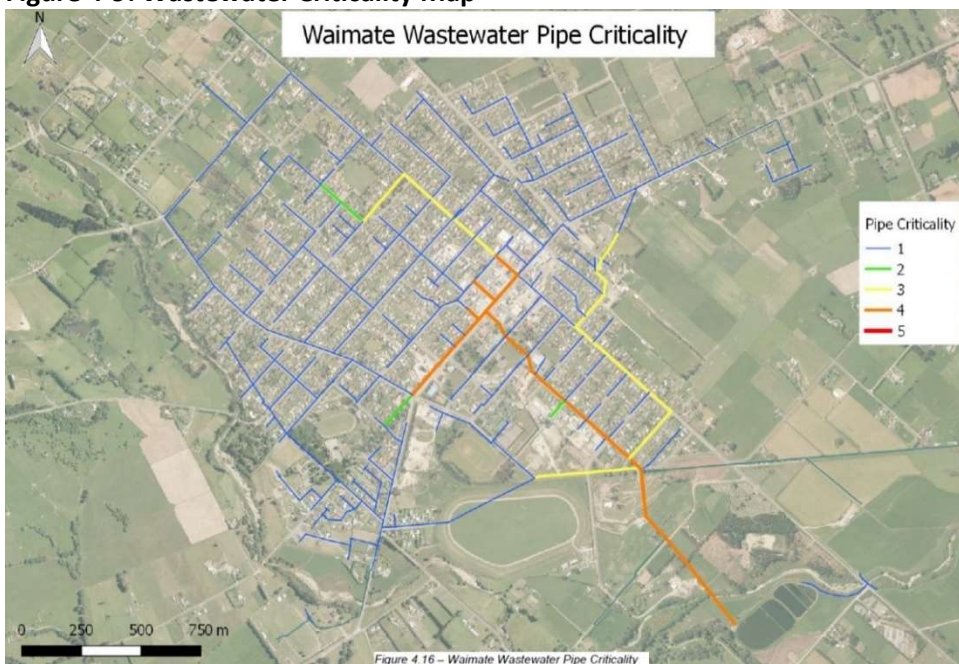 Figure 4-5: Wastewater Criticality Map
N
Waimate Wastewater Pipe Criticality
Pipe Criticality
1
2
3
4
5
0 250 500 750 m
Figure 4.16 – Waimate Wastewater Pipe Criticality